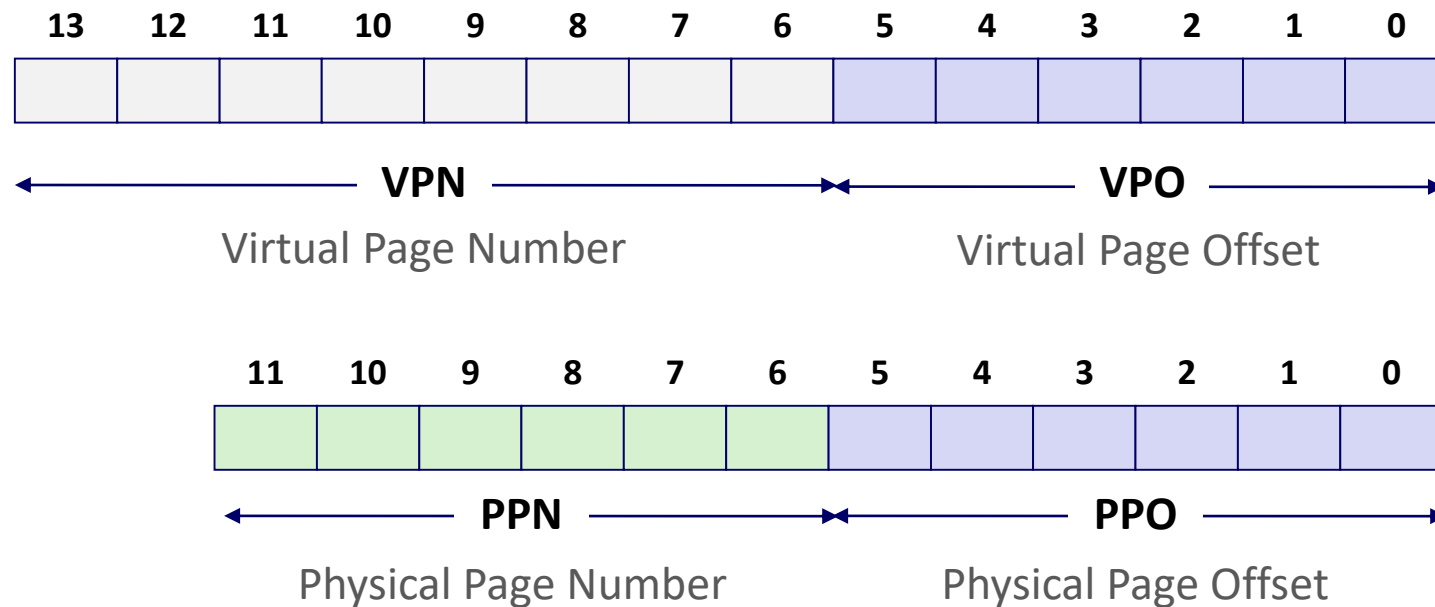 13 12 11 10 9 8 7 6 5 4 3 2 1 0
VPN VPO
Virtual Page Number Virtual Page Offset
11 10 9 8 7 6 5 4 3 2 1 0
PPN PPO
Physical Page Number Physical Page Offset